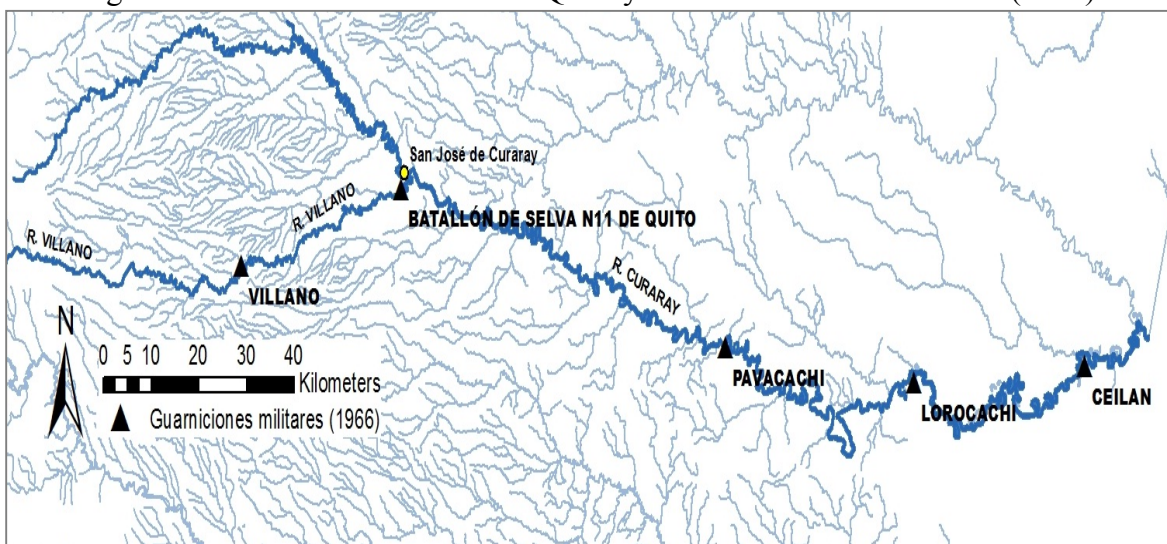 San José de Curaray
R. VILLANO
BATALLÓN DE SELVA N11 DE QUITO
R. VILLANO
VILLANO
R. CURARAY
N
0 5 10 20 30 40
Kilometers
PAVACACHI
LOROCACHI
CEILAN
Guarniciones militares (1966)